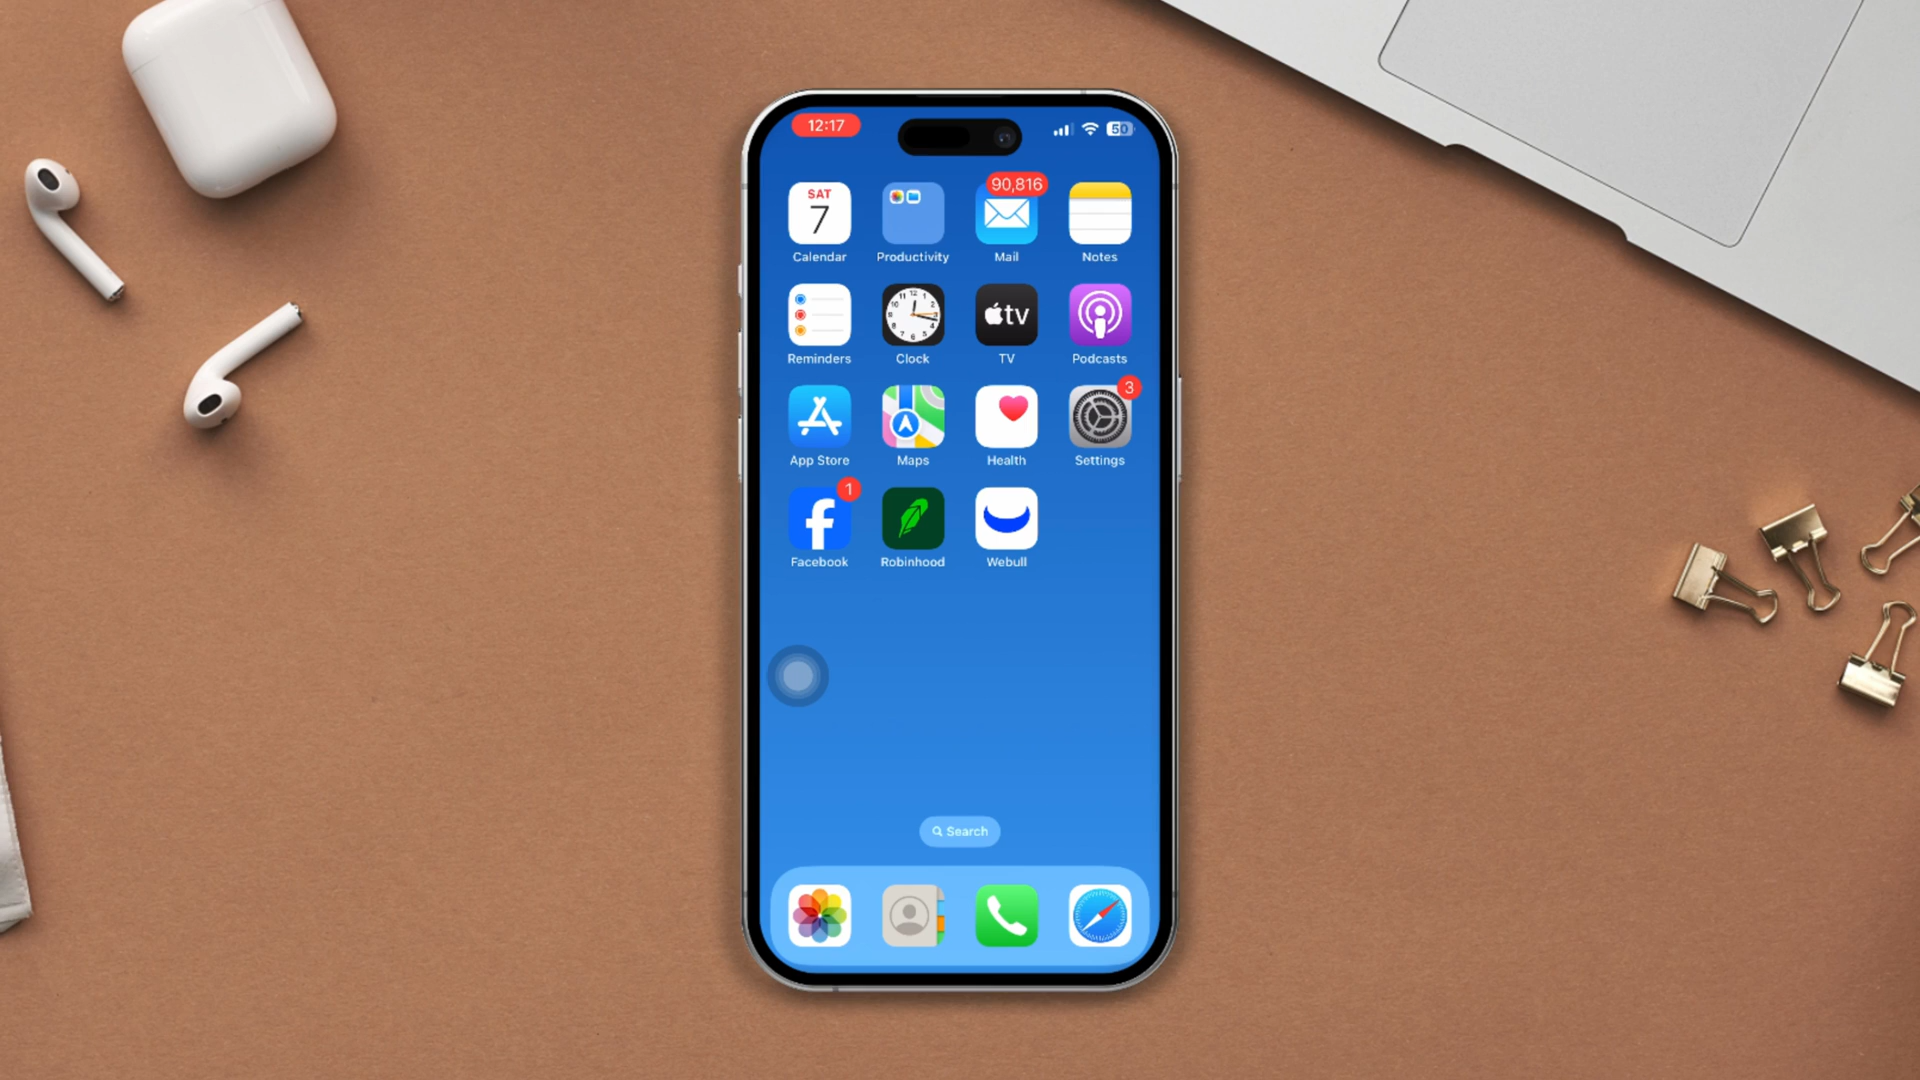 12:17
50
90,816
SAT
7
Calendar
Productivity
Mail
Notes
tv
Reminders
Clock
TV
Podcasts
3
App Store
Maps
Health
Settings
1
Facebook
Robinhood
Webull
Search